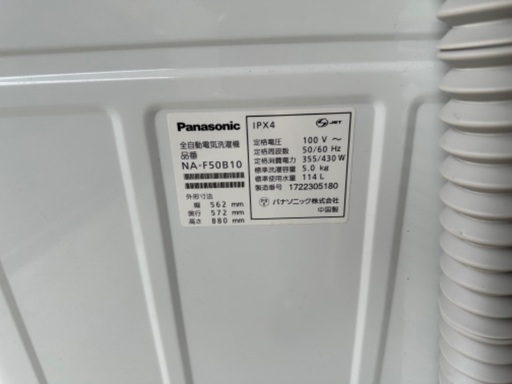 Panasonic
全自動電気洗濯機
品番
NA-F50B10
外形寸法
幅 562 mm
奥行 572 mm
高さ 880 mm
IPX4
JET
定格電圧 100 V ～
定格周波数 50/60 Hz
定格消費電力 355/430 W
標準洗濯容量 5.0 kg
標準使用水量 114 L
製造番号 1722305180
パナソニック株式会社
中国製